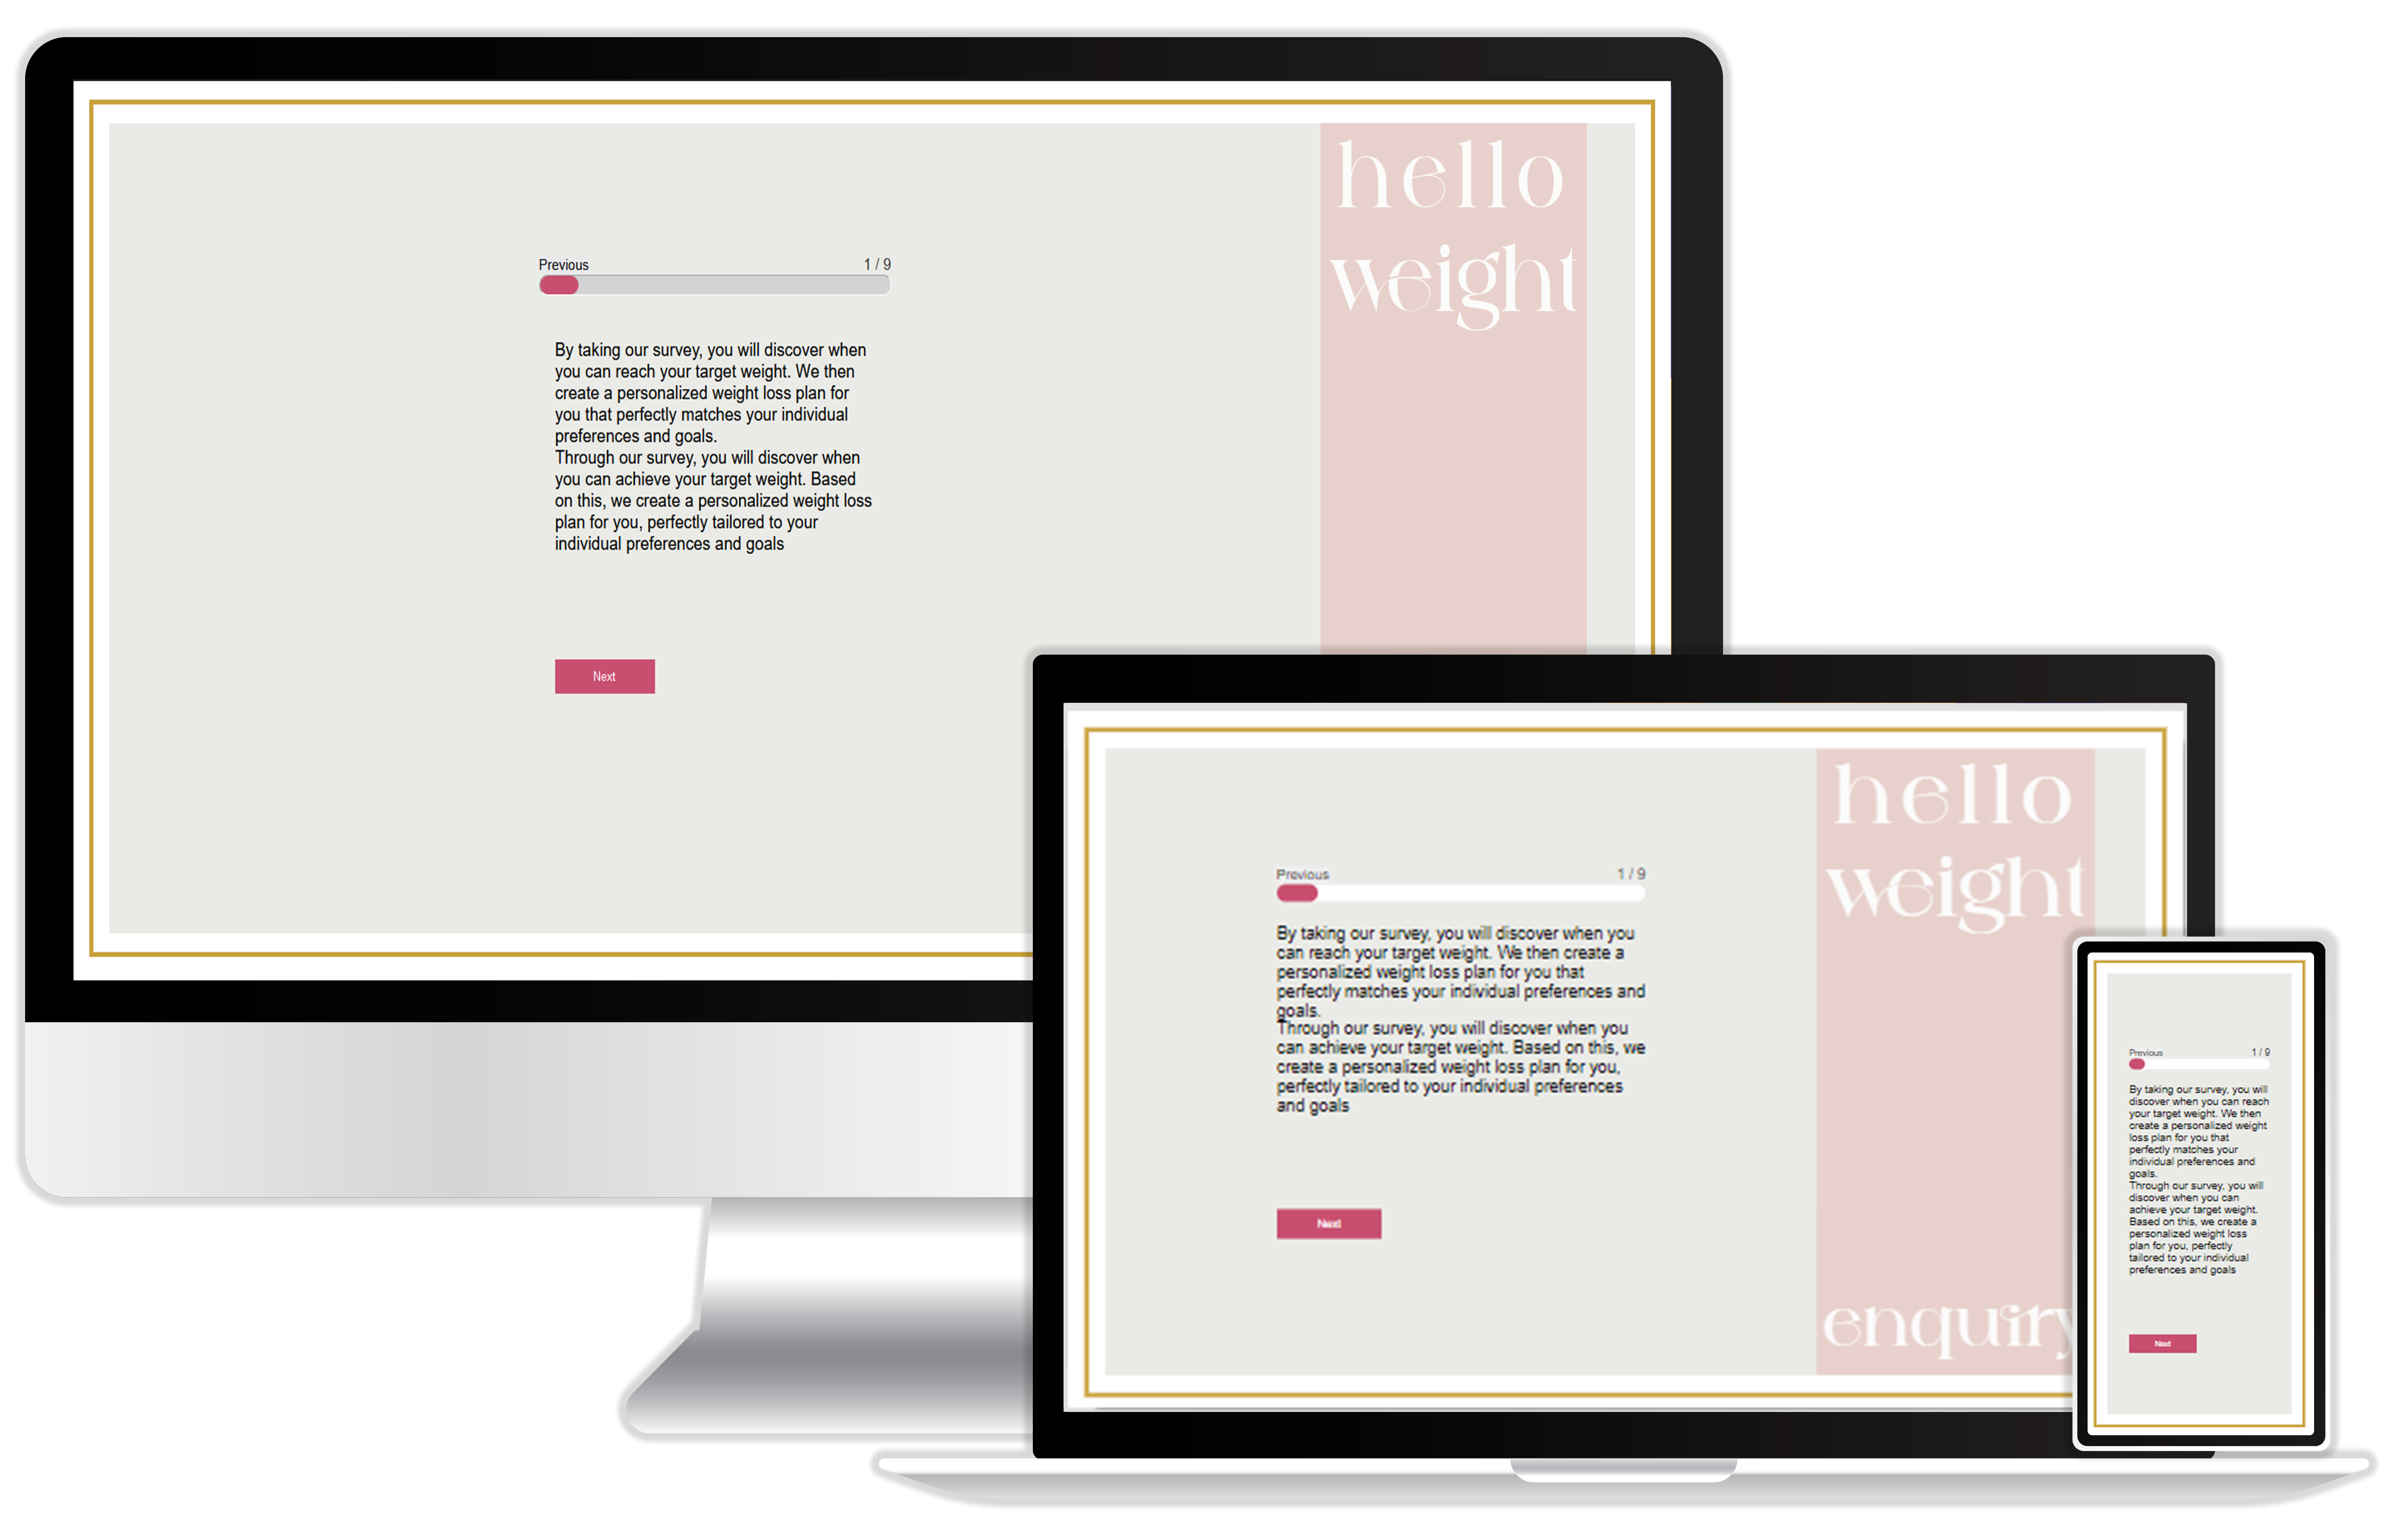 hello
weight
Previous
1 / 9
By taking our survey, you will discover when
you can reach your target weight. We then
create a personalized weight loss plan for
you that perfectly matches your individual
preferences and goals.
Through our survey, you will discover when
you can achieve your target weight. Based
on this, we create a personalized weight loss
plan for you, perfectly tailored to your
individual preferences and goals
Next
hello
weight
Previous
1 / 9
By taking our survey, you will discover when you
can reach your target weight. We then create a
personalized weight loss plan for you that
perfectly matches your individual preferences and
goals.
Through our survey, you will discover when you
can achieve your target weight. Based on this, we
create a personalized weight loss plan for you,
perfectly tailored to your individual preferences
and goals
Next
enquiry
Previous
1 / 9
By taking our survey, you will
discover when you can reach
your target weight. We then
create a personalized weight
loss plan for you that
perfectly matches your
individual preferences and
goals.
Through our survey, you will
discover when you can
achieve your target weight.
Based on this, we create a
personalized weight loss
plan for you, perfectly
tailored to your individual
preferences and goals
Next